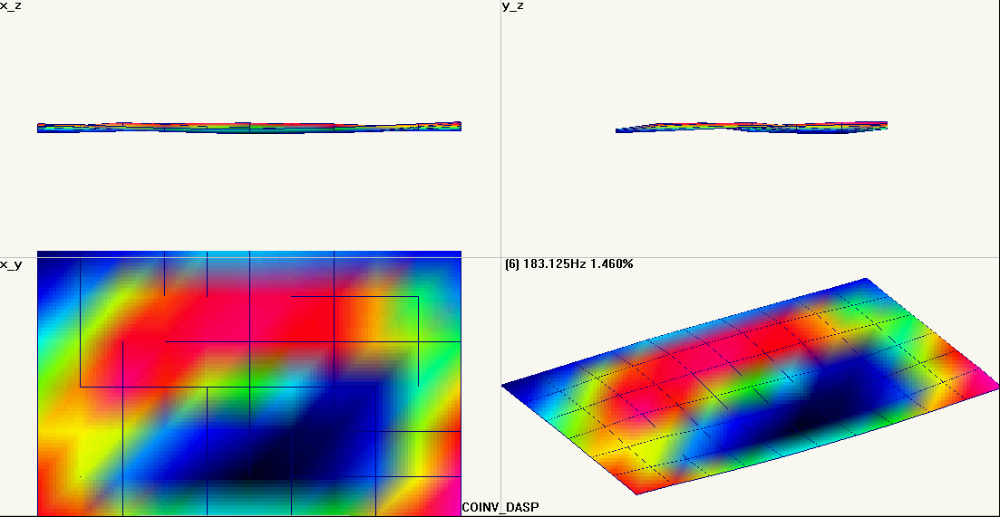 x_z
y_z
x_y
(6) 183.125Hz 1.460%
COINV_DASP